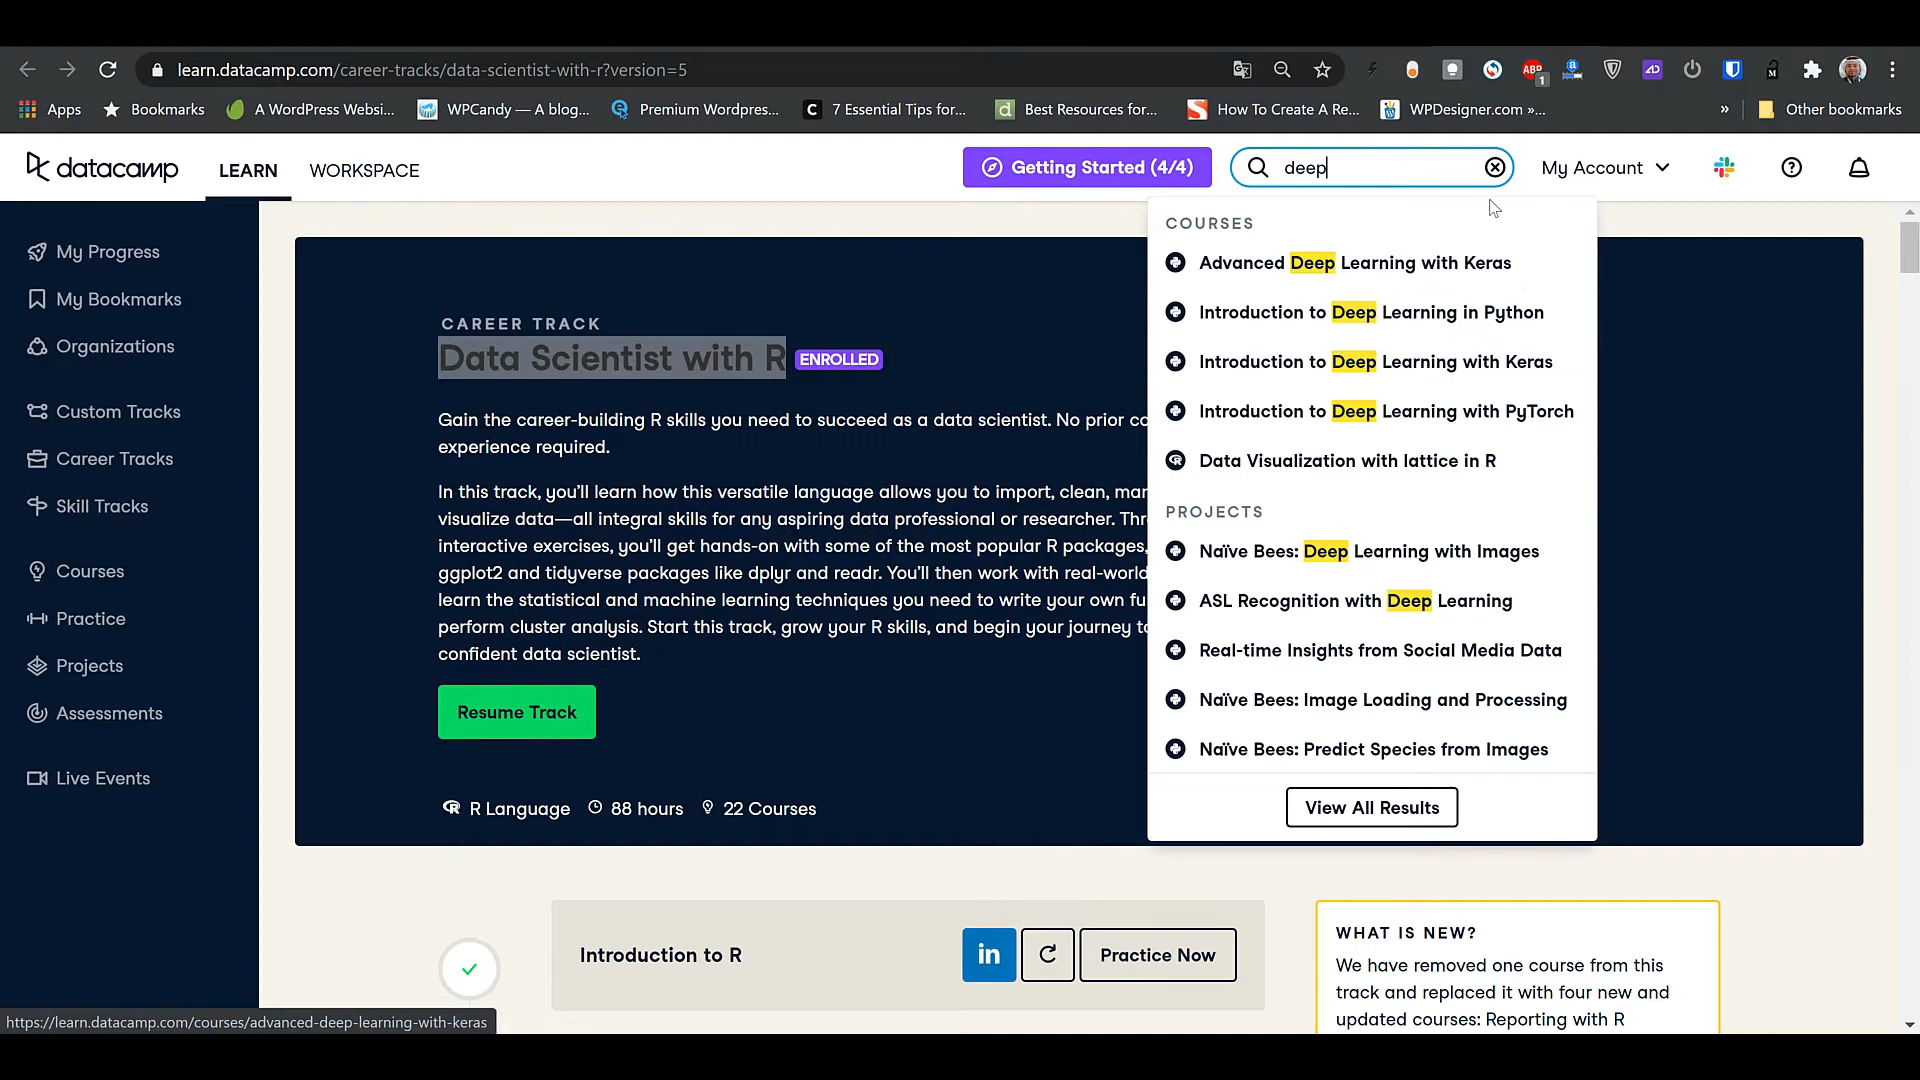 learn.datacamp.com/career-tracks/data-scientist-with-r?version=5
ABP
1
a
AD
M
Apps
Bookmarks
A WordPress Websi...
WPCandy — A blog...
Premium Wordpres...
7 Essential Tips for...
Best Resources for...
How To Create A Re...
WPDesigner.com »...
»
Other bookmarks
datacamp
LEARN
WORKSPACE
Getting Started (4/4)
deep
My Account
My Progress
My Bookmarks
Organizations
Custom Tracks
Career Tracks
Skill Tracks
Courses
Practice
Projects
Assessments
Live Events
CAREER TRACK
Data Scientist with R
ENROLLED
Gain the career-building R skills you need to succeed as a data scientist. No prior co
experience required.
In this track, you'll learn how this versatile language allows you to import, clean, mar
visualize data—all integral skills for any aspiring data professional or researcher. Thr
interactive exercises, you'll get hands-on with some of the most popular R packages,
ggplot2 and tidyverse packages like dplyr and readr. You'll then work with real-world
learn the statistical and machine learning techniques you need to write your own fu
perform cluster analysis. Start this track, grow your R skills, and begin your journey to
confident data scientist.
Resume Track
R Language
88 hours
22 Courses
COURSES
Advanced Deep Learning with Keras
Introduction to Deep Learning in Python
Introduction to Deep Learning with Keras
Introduction to Deep Learning with PyTorch
Data Visualization with lattice in R
PROJECTS
Naïve Bees: Deep Learning with Images
ASL Recognition with Deep Learning
Real-time Insights from Social Media Data
Naïve Bees: Image Loading and Processing
Naïve Bees: Predict Species from Images
View All Results
Introduction to R
in
Practice Now
WHAT IS NEW?
We have removed one course from this
track and replaced it with four new and
updated courses: Reporting with R
https://learn.datacamp.com/courses/advanced-deep-learning-with-keras